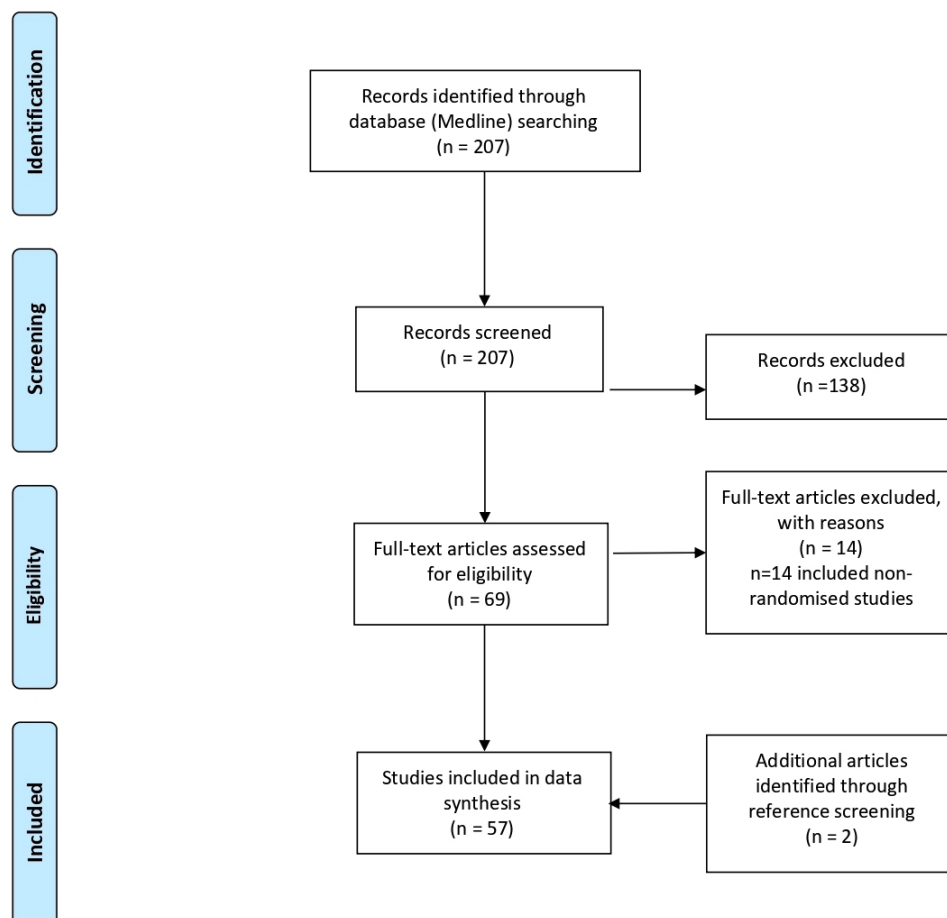 Identification
Records identified through
database (Medline) searching
(n = 207)
Screening
Records screened
(n = 207)
Records excluded
(n =138)
Eligibility
Full-text articles assessed
for eligibility
(n = 69)
Full-text articles excluded,
with reasons
(n = 14)
n=14 included non-
randomised studies
Included
Studies included in data
synthesis
(n = 57)
Additional articles
identified through
reference screening
(n = 2)